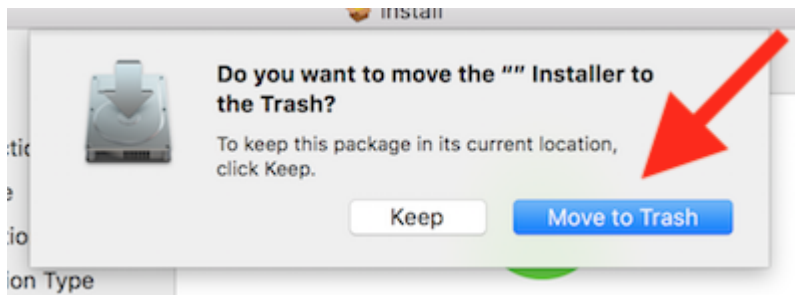 Install
Do you want to move the “” Installer to
the Trash?
To keep this package in its current location,
click Keep.
Keep
Move to Trash
ion Type